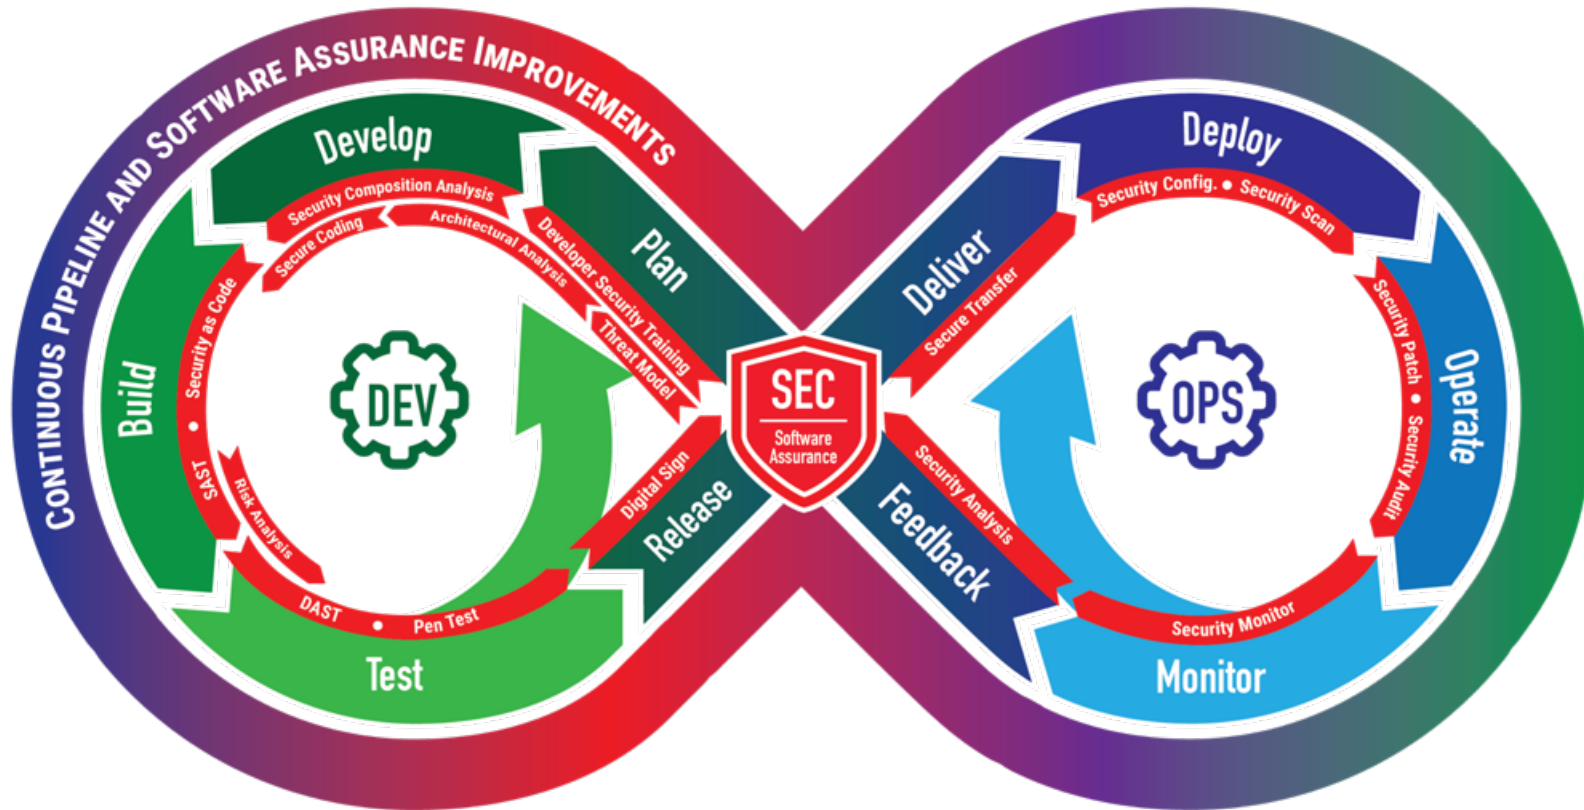 CONTINUOUS PIPELINE AND SOFTWARE ASSURANCE IMPROVEMENTS
Develop
Security Composition Analysis
Secure Coding
Architectural Analysis
Plan
Developer Security Training
Threat Model
Build
Security as Code
SAST
Risk Analysis
DEV
Test
DAST
Pen Test
Release
Digital Sign
SEC
Software
Assurance
Deliver
Secure Transfer
Deploy
Security Config. • Security Scan
Operate
Security Patch • Security Audit
OPS
Monitor
Security Monitor
Feedback
Security Analysis